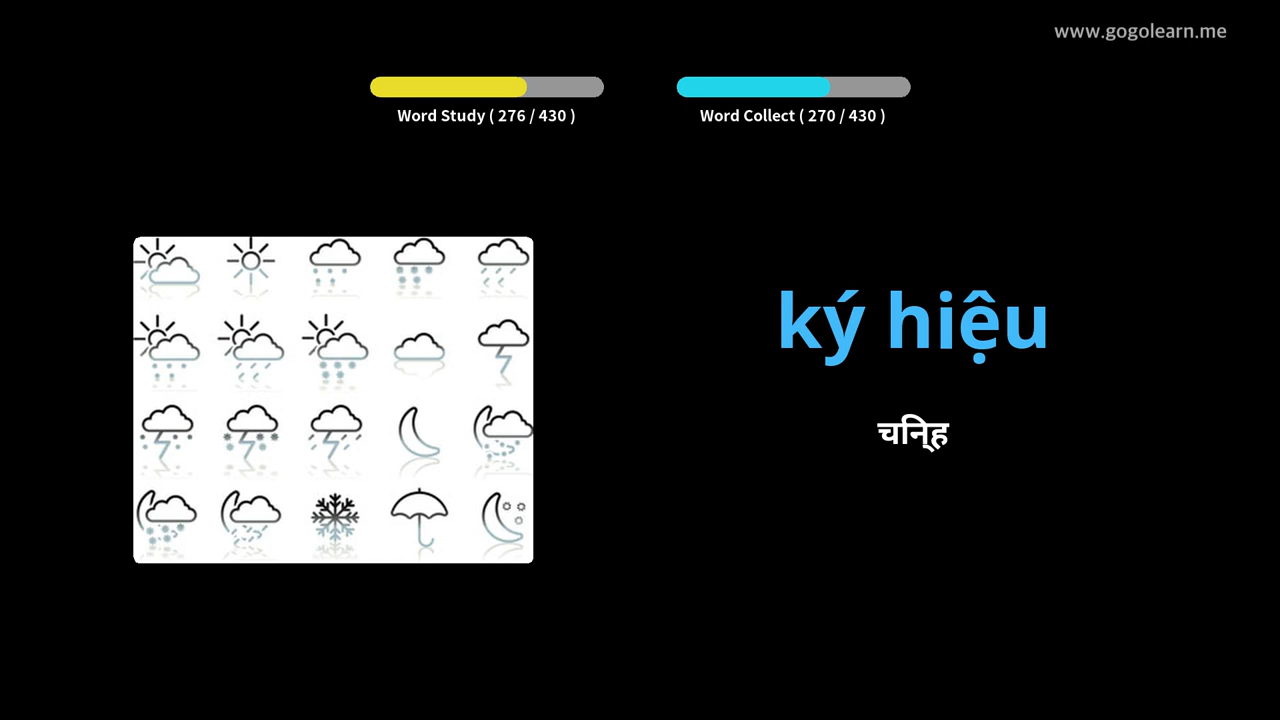 www.gogolearn.me
Word Study ( 276 / 430 )
Word Collect ( 270 / 430 )
ký hiệu
चिन्ह